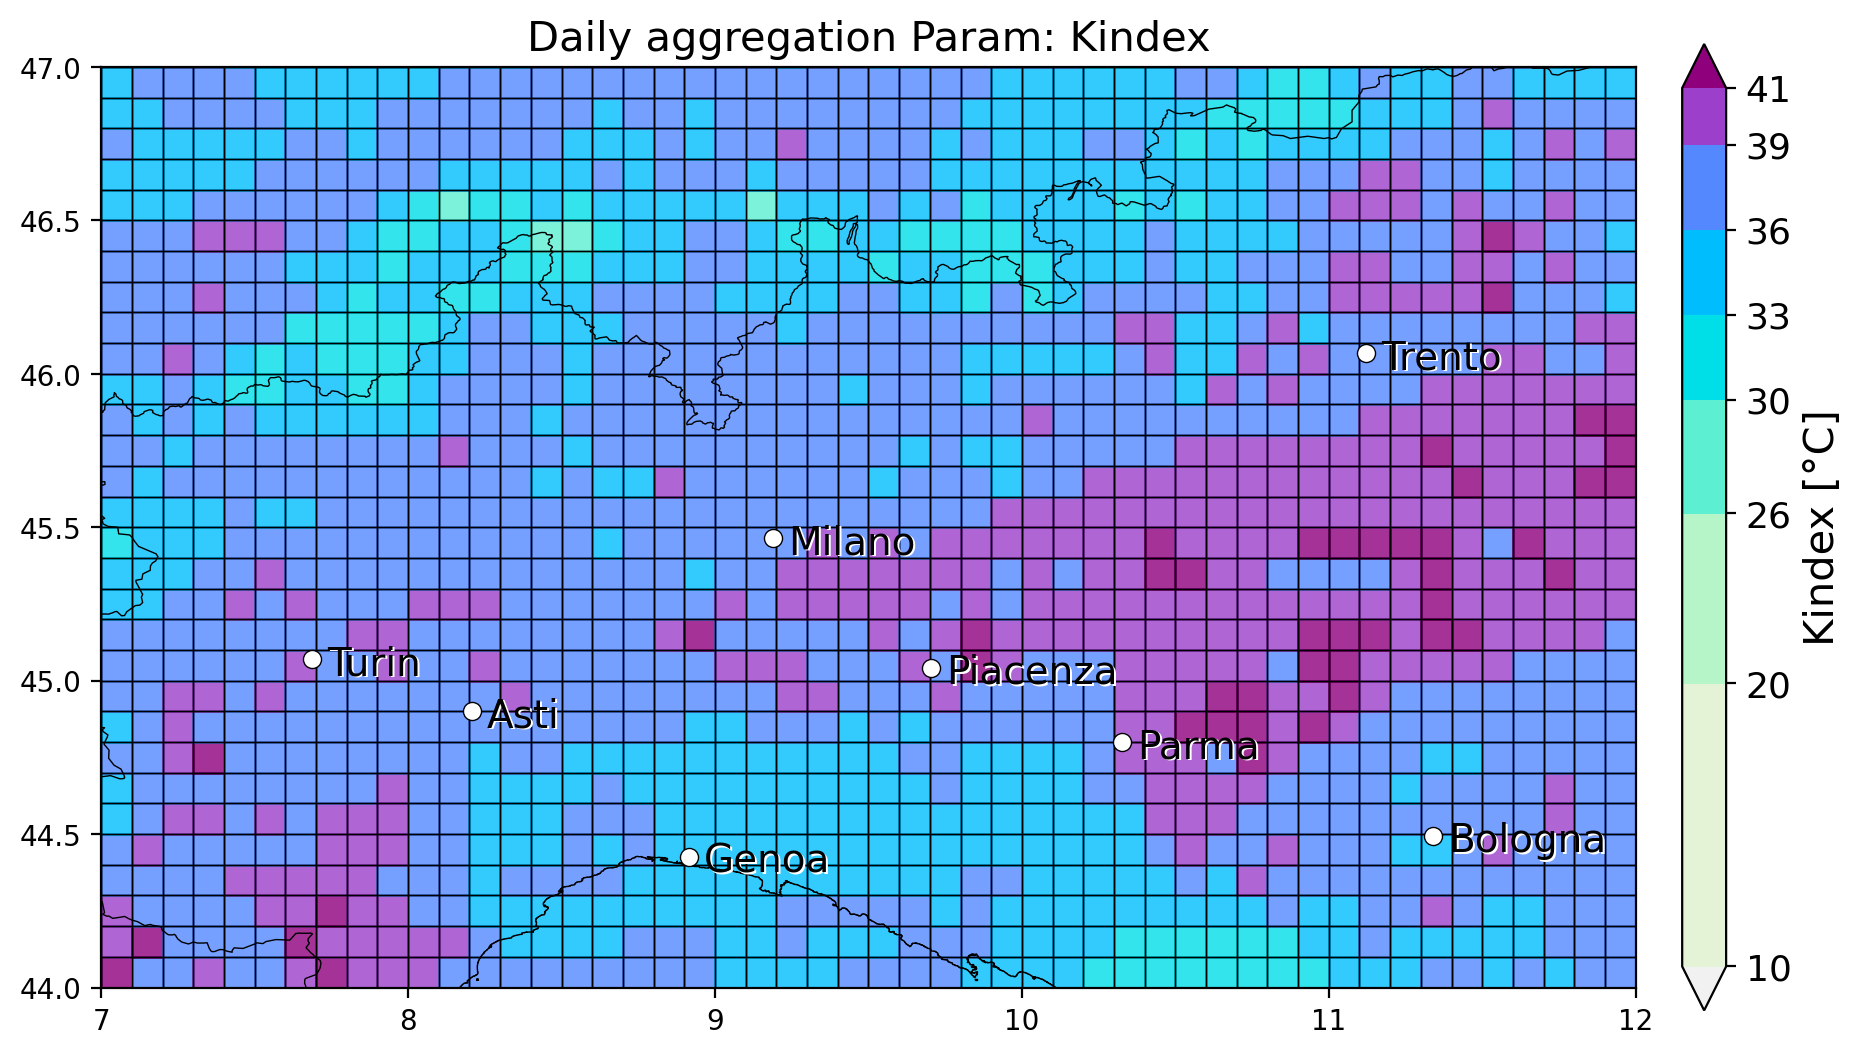 Daily aggregation Param: Kindex
47.0
46.5
46.0
45.5
45.0
44.5
44.0
7
8
9
10
11
12
Trento
Milano
Turin
Piacenza
Asti
Parma
Bologna
Genoa
41
39
36
33
30
26
20
10
Kindex [°C]